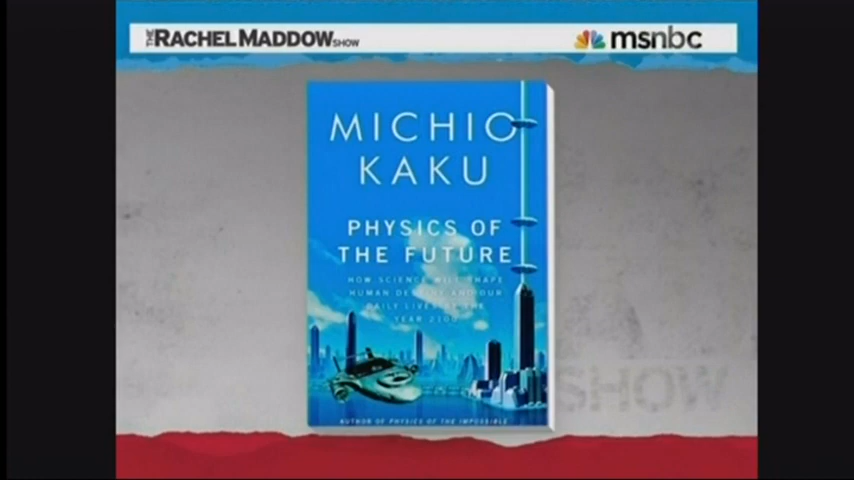 THE RACHEL MADDOW SHOW
msnbc
MICHIO
KAKU
PHYSICS OF
THE FUTURE
HOW SCIENCE WILL SHAPE
HUMAN DESTINY AND OUR
DAILY LIVES BY THE
YEAR 2100
AUTHOR OF PHYSICS OF THE IMPOSSIBLE
SHOW